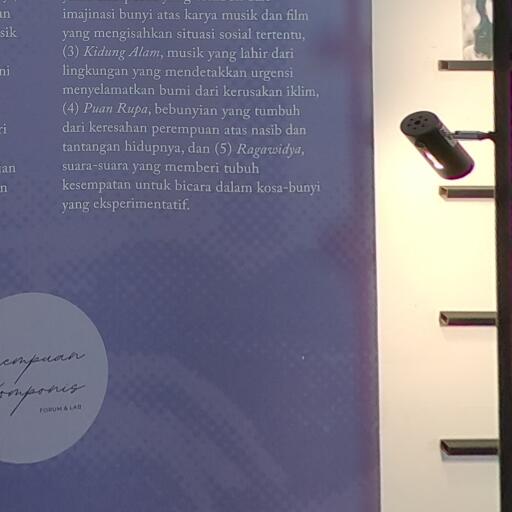 imajinasi bunyi atas karya musik dan film
yang mengisahkan situasi sosial tertentu,
(3) Kidung Alam, musik yang lahir dari
lingkungan yang mendetakkan urgensi
menyelamatkan bumi dari kerusakan iklim,
(4) Puan Rupa, bebunyian yang tumbuh
dari keresahan perempuan atas nasib dan
tantangan hidupnya, dan (5) Ragawidya,
suara-suara yang memberi tubuh
kesempatan untuk bicara dalam kosa-bunyi
yang eksperimentatif.
empuan
omponis
FORUM & LAB